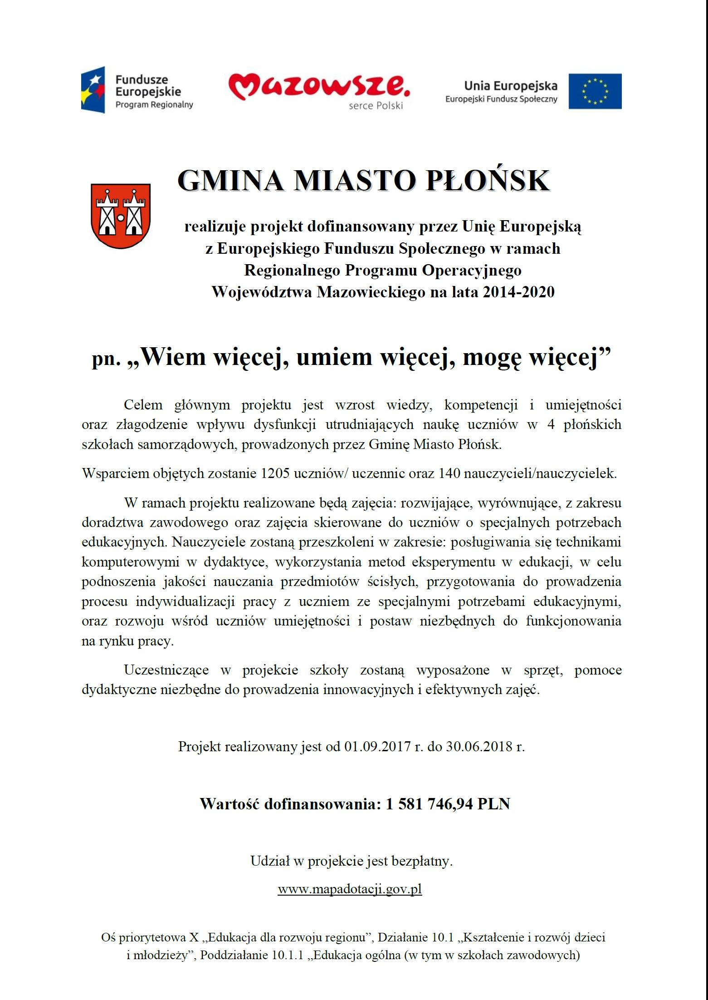 Fundusze
Europejskie
Program Regionalny
mazowsze.
serce Polski
Unia Europejska
Europejski Fundusz Społeczny
GMINA MIASTO PŁOŃSK
realizuje projekt dofinansowany przez Unię Europejską
z Europejskiego Funduszu Społecznego w ramach
Regionalnego Programu Operacyjnego
Województwa Mazowieckiego na lata 2014-2020
pn. „Wiem więcej, umiem więcej, mogę więcej”
Celem głównym projektu jest wzrost wiedzy, kompetencji i umiejętności
oraz złagodzenie wpływu dysfunkcji utrudniających naukę uczniów w 4 płońskich
szkołach samorządowych, prowadzonych przez Gminę Miasto Płońsk.
Wsparciem objętych zostanie 1205 uczniów/ uczennic oraz 140 nauczycieli/nauczycielek.
W ramach projektu realizowane będą zajęcia: rozwijające, wyrównujące, z zakresu
doradztwa zawodowego oraz zajęcia skierowane do uczniów o specjalnych potrzebach
edukacyjnych. Nauczyciele zostaną przeszkoleni w zakresie: posługiwania się technikami
komputerowymi w dydaktyce, wykorzystania metod eksperymentu w edukacji, w celu
podnoszenia jakości nauczania przedmiotów ścisłych, przygotowania do prowadzenia
procesu indywidualizacji pracy z uczniem ze specjalnymi potrzebami edukacyjnymi,
oraz rozwoju wśród uczniów umiejętności i postaw niezbędnych do funkcjonowania
na rynku pracy.
Uczestniczące w projekcie szkoły zostaną wyposażone w sprzęt, pomoce
dydaktyczne niezbędne do prowadzenia innowacyjnych i efektywnych zajęć.
Projekt realizowany jest od 01.09.2017 r. do 30.06.2018 r.
Wartość dofinansowania: 1 581 746,94 PLN
Udział w projekcie jest bezpłatny.
www.mapadotacji.gov.pl
Oś priorytetowa X „Edukacja dla rozwoju regionu”, Działanie 10.1 „Kształcenie i rozwój dzieci
i młodzieży”, Poddziałanie 10.1.1 „Edukacja ogólna (w tym w szkołach zawodowych)